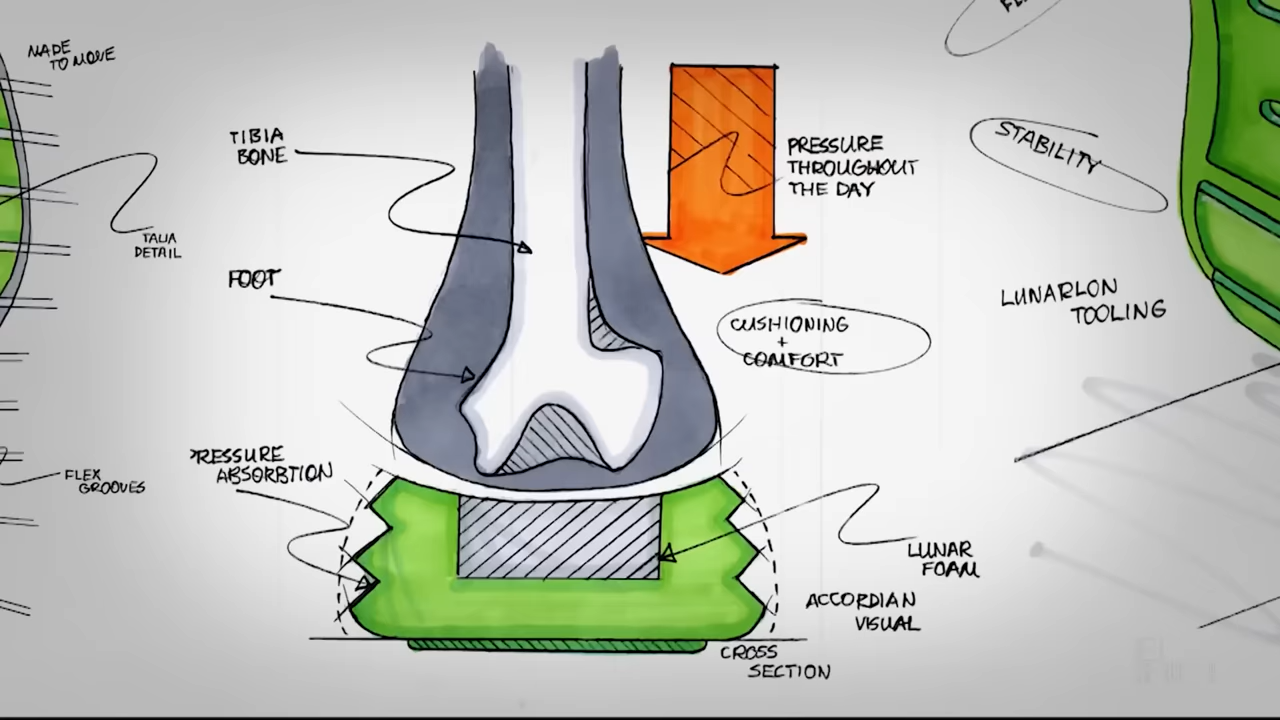 MADE
TO MOVE
TIBIA
BONE
PRESSURE
THROUGHOUT
THE DAY
STABILITY
TALIA
DETAIL
FOOT
LUNARLON
TOOLING
CUSHIONING
+
COMFORT
PRESSURE
ABSORBTION
FLEX
GROOVES
LUNAR
FOAM
ACCORDIAN
VISUAL
CROSS
SECTION